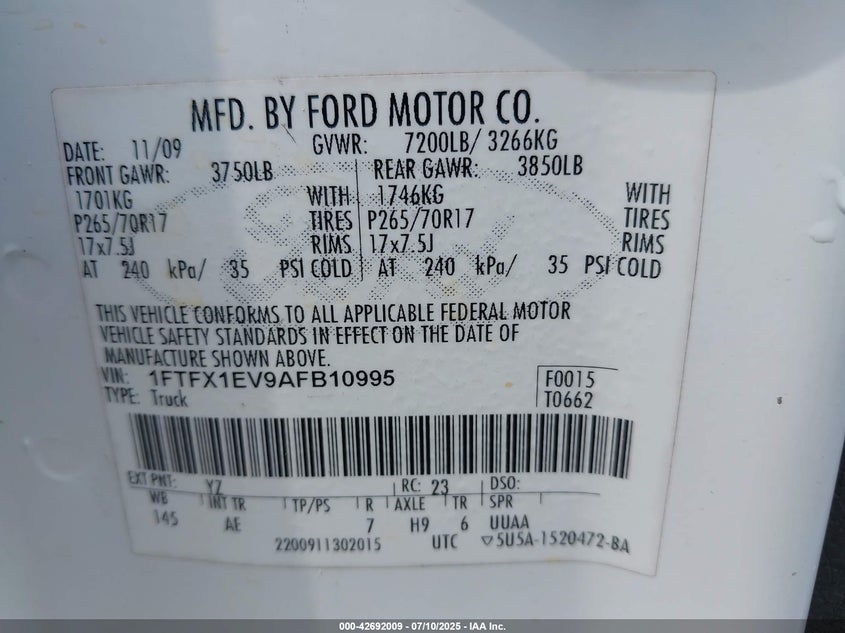 MFD. BY FORD MOTOR CO.
DATE: 11/09 GVWR: 7200LB/ 3266KG
FRONT GAWR: 3750LB REAR GAWR: 3850LB
1701KG WITH 1746KG WITH
P265/70R17 TIRES P265/70R17 TIRES
17x7.5J RIMS 17x7.5J RIMS
AT 240 kPa/ 35 PSI COLD AT 240 kPa/ 35 PSI COLD
THIS VEHICLE CONFORMS TO ALL APPLICABLE FEDERAL MOTOR
VEHICLE SAFETY STANDARDS IN EFFECT ON THE DATE OF
MANUFACTURE SHOWN ABOVE.
VIN: 1FTFX1EV9AFB10995 F0015
TYPE: Truck T0662
EXT PNT: YZ RC: 23 DSO:
WB INT TR TP/PS R AXLE TR SPR
145 AE 7 H9 6 UUAA
2200911302015 UTC ▽5U5A-1520472-BA
000-42692009 - 07/10/2025 - IAA Inc.